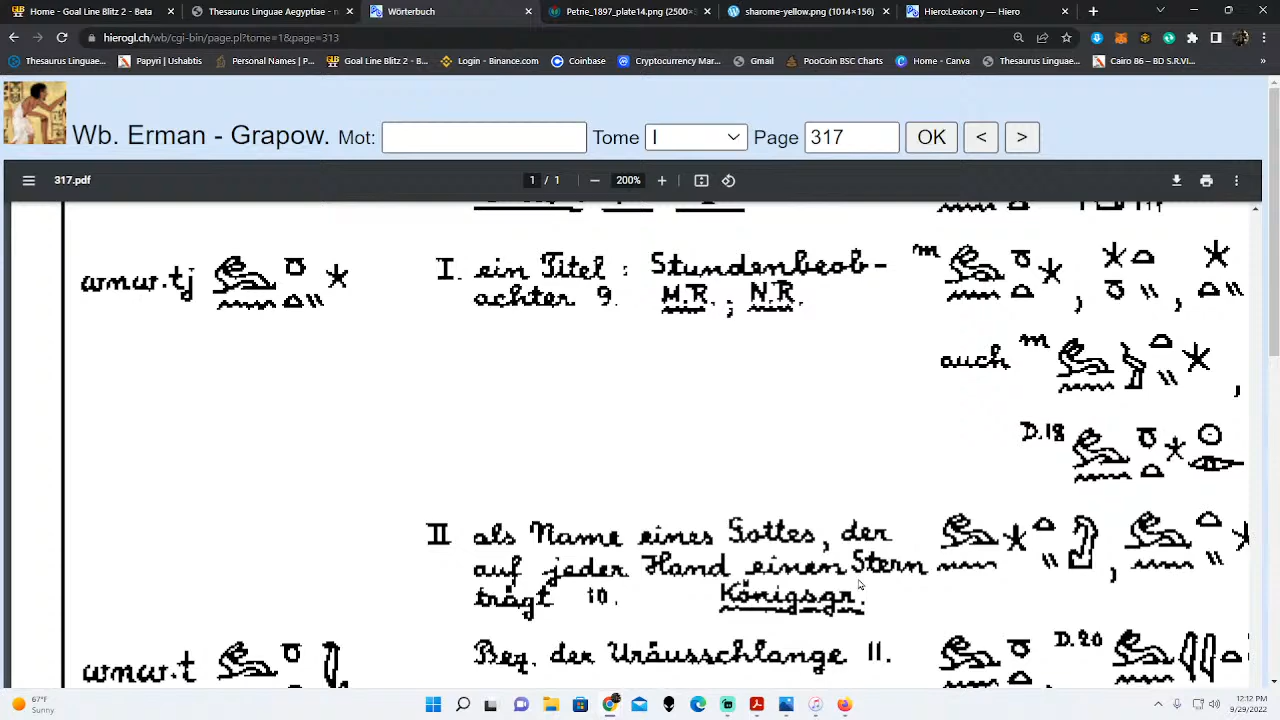 Home - Goal Line Blitz 2 - Beta
Thesaurus Linguae Aegyptiae - n
Wörterbuch
Petrie_1897_plate14.png (2500×
sharome-yellow.png (1014×156)
HieroLexicon y — Hiero
hierogl.ch/wb/cgi-bin/page.pl?tome=1&page=313
Thesaurus Lingua...
Papyri | Leiden
Personal Names | P...
Goal Line Blitz 2 - B...
Login - Binance.com
Coinbase
Cryptocurrency Mar...
Gmail
PooCoin BSC Charts
Home - Canva
Thesaurus Lingua...
Cairo 86 – BD S.R.VI...
Wb. Erman - Grapow. Mot: Tome I Page 317 OK < >
317.pdf
1 / 1
200%
wnw.tj
I. ein Titel : Stundenbeob-
achter 9. M.R. ; N.R.
m
auch m
D.18
II als Name eines Gottes, der
auf jeder Hand einen Stern
trägt 10. Königsgr.
wnw.t
Bez. der Uräusschlange 11.
D.20
67°F
Sunny
12:12 PM
9/29/2022